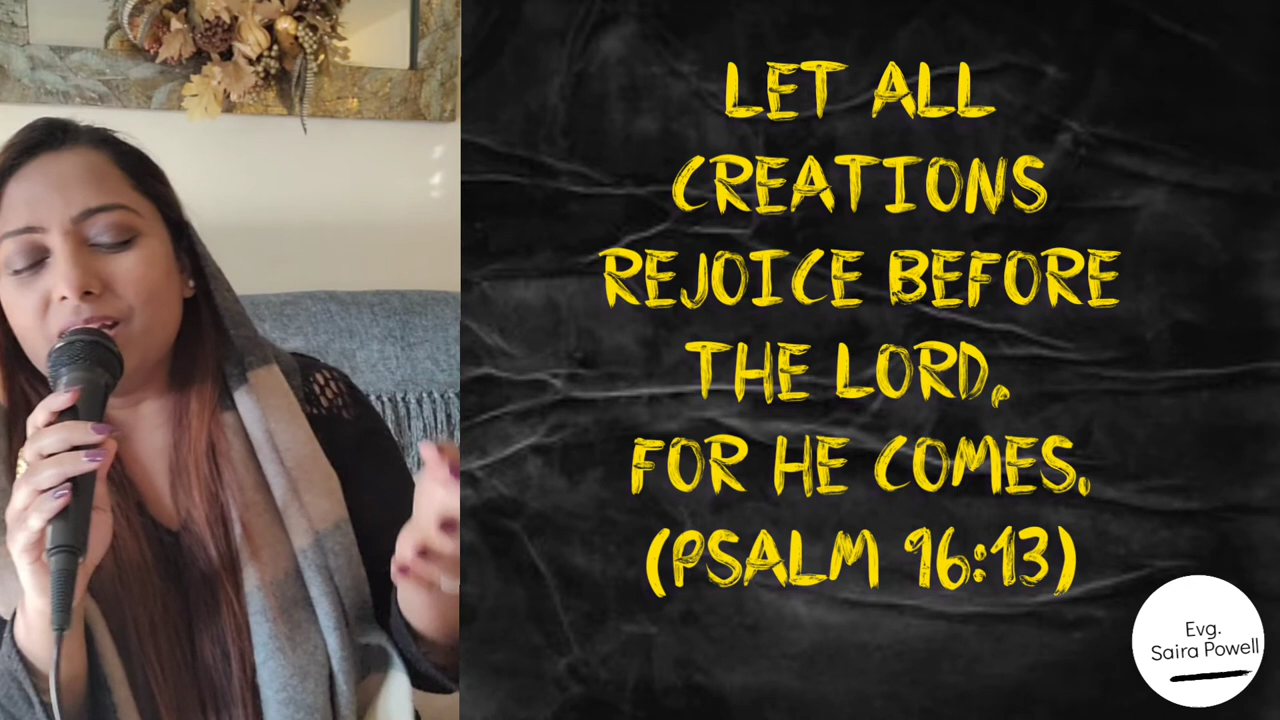 LET ALL
CREATIONS
REJOICE BEFORE
THE LORD,
FOR HE COMES.
(PSALM 96:13)
Evg.
Saira Powell